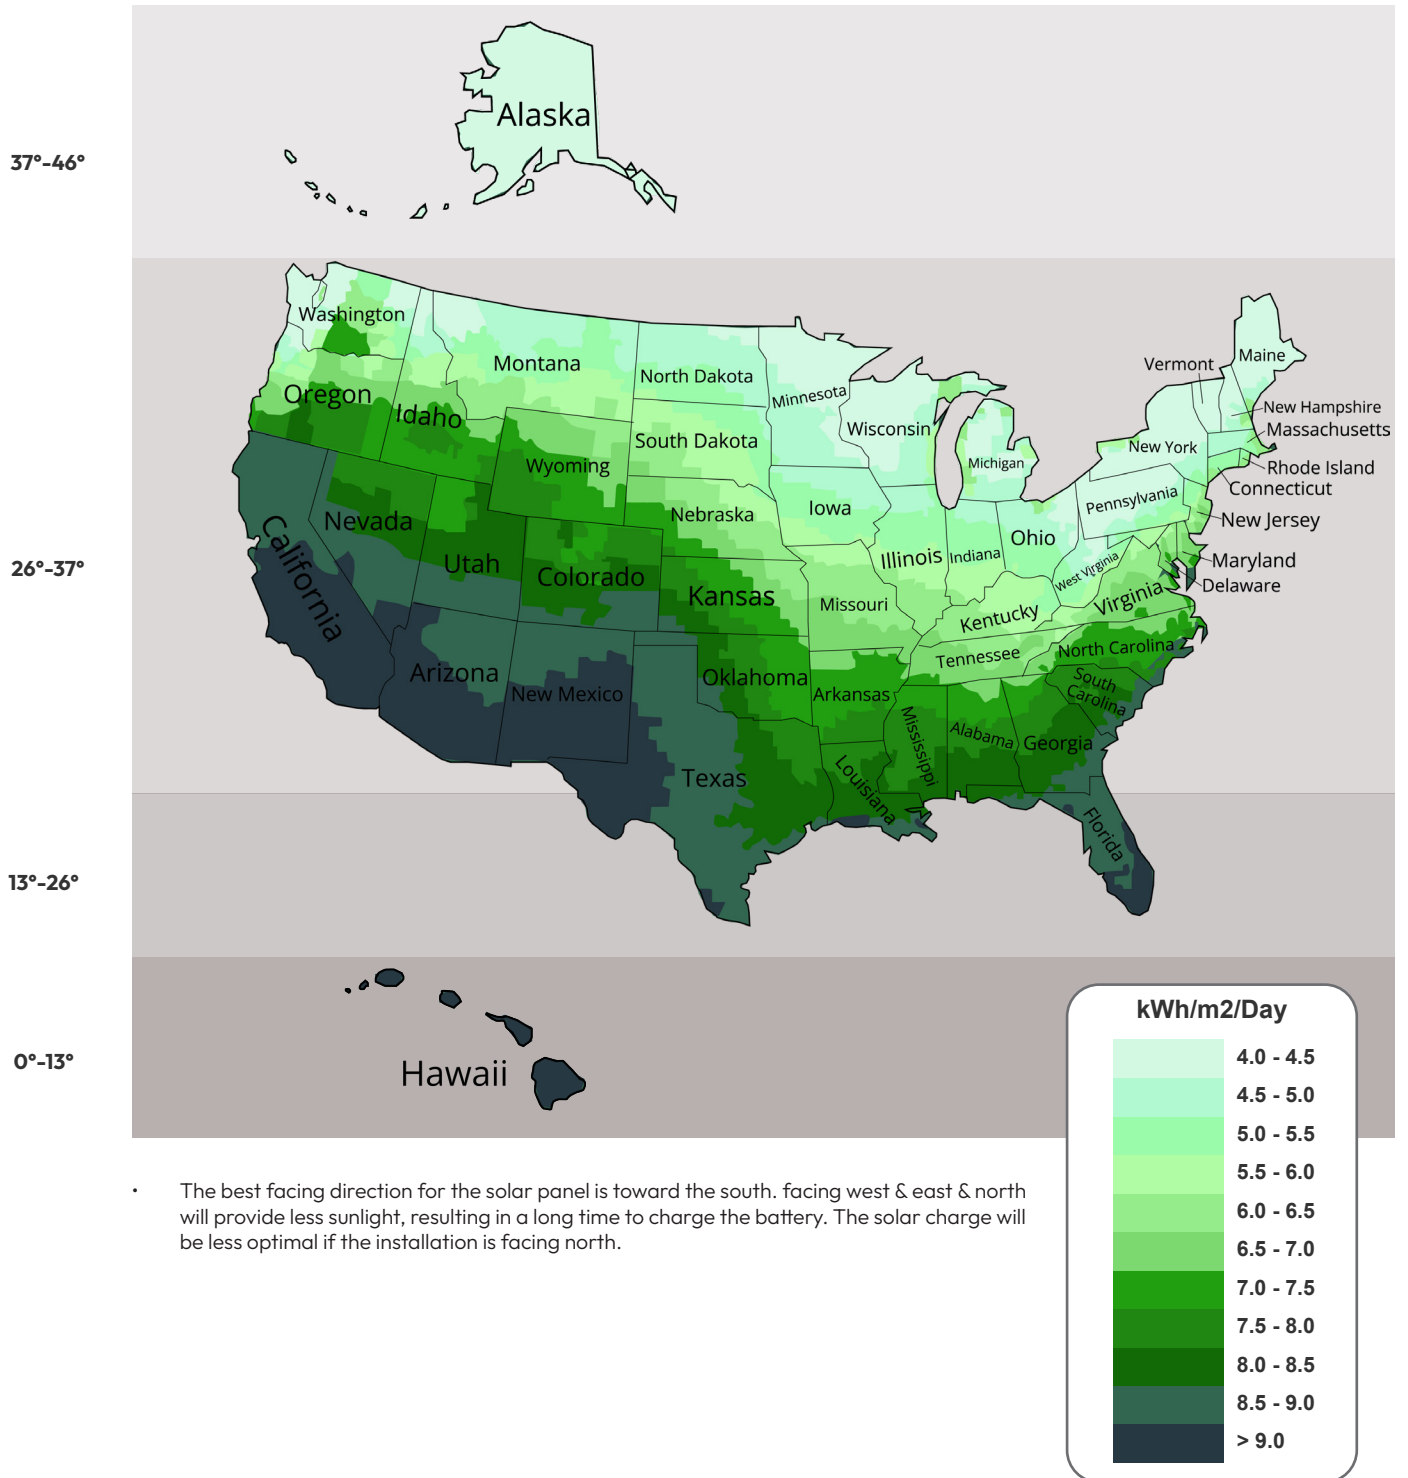 Alaska
37°-46°
Washington
Montana
North Dakota
Minnesota
Vermont
Maine
Oregon
Idaho
South Dakota
Wisconsin
Michigan
New York
New Hampshire
Massachusetts
Rhode Island
Connecticut
Wyoming
Nebraska
Iowa
Pennsylvania
New Jersey
26°-37°
California
Nevada
Utah
Colorado
Kansas
Missouri
Illinois
Indiana
Ohio
West Virginia
Virginia
Maryland
Delaware
Kentucky
Arizona
New Mexico
Oklahoma
Arkansas
Tennessee
North Carolina
South
Carolina
Texas
Louisiana
Mississippi
Alabama
Georgia
Florida
13°-26°
0°-13°
Hawaii
kWh/m2/Day
4.0 - 4.5
4.5 - 5.0
5.0 - 5.5
5.5 - 6.0
6.0 - 6.5
6.5 - 7.0
7.0 - 7.5
7.5 - 8.0
8.0 - 8.5
8.5 - 9.0
> 9.0
• The best facing direction for the solar panel is toward the south. facing west & east & north
will provide less sunlight, resulting in a long time to charge the battery. The solar charge will
be less optimal if the installation is facing north.